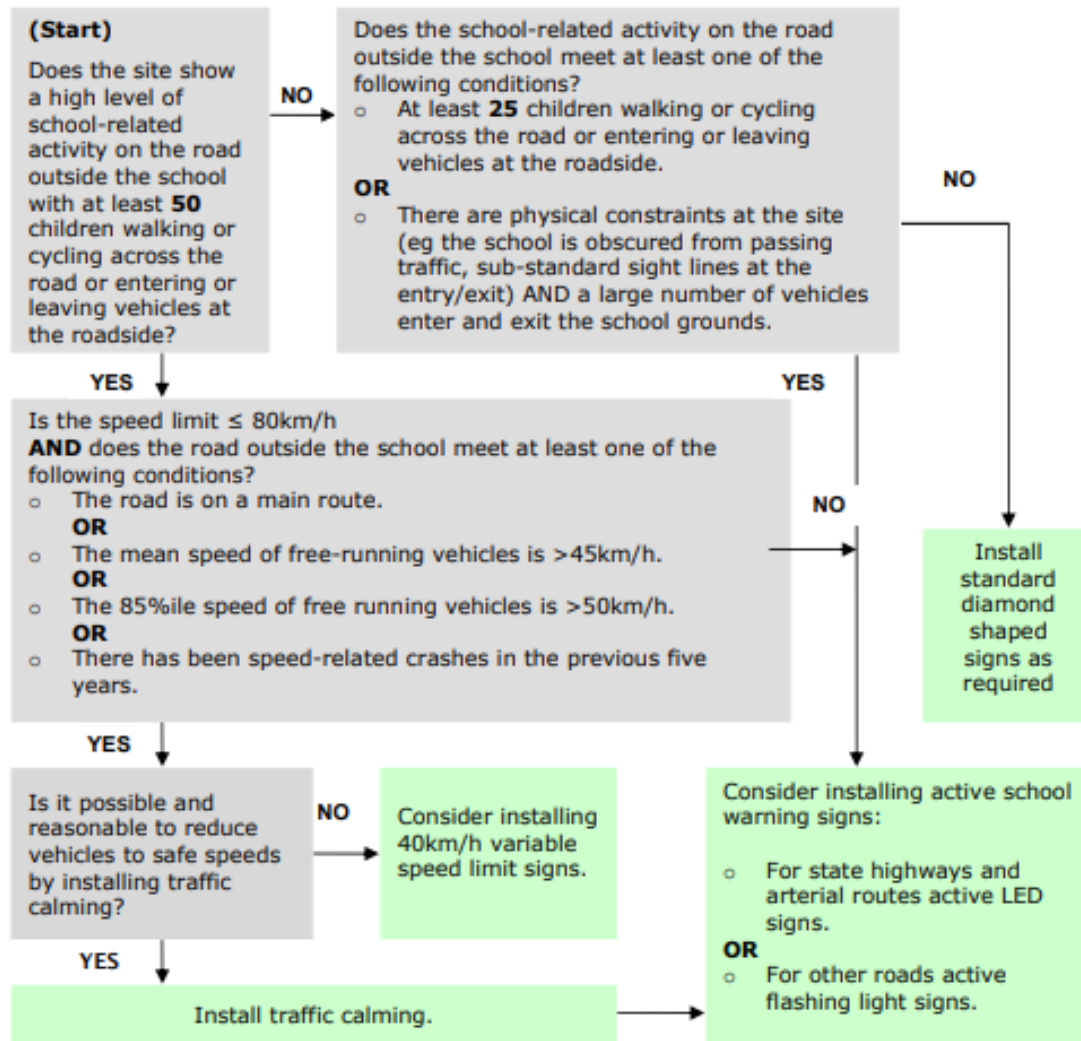 (Start)
Does the site show
a high level of
school-related
activity on the road
outside the school
with at least 50
children walking or
cycling across the
road or entering or
leaving vehicles at
the roadside?
NO
Does the school-related activity on the road
outside the school meet at least one of the
following conditions?
o At least 25 children walking or cycling
across the road or entering or leaving
vehicles at the roadside.
OR
o There are physical constraints at the site
(eg the school is obscured from passing
traffic, sub-standard sight lines at the
entry/exit) AND a large number of vehicles
enter and exit the school grounds.
NO
YES
YES
Is the speed limit ≤ 80km/h
AND does the road outside the school meet at least one of the
following conditions?
o The road is on a main route.
OR
o The mean speed of free-running vehicles is >45km/h.
OR
o The 85%ile speed of free running vehicles is >50km/h.
OR
o There has been speed-related crashes in the previous five
years.
NO
Install
standard
diamond
shaped
signs as
required
YES
Is it possible and
reasonable to reduce
vehicles to safe speeds
by installing traffic
calming?
NO
Consider installing
40km/h variable
speed limit signs.
Consider installing active school
warning signs:
o For state highways and
arterial routes active LED
signs.
OR
o For other roads active
flashing light signs.
YES
Install traffic calming.